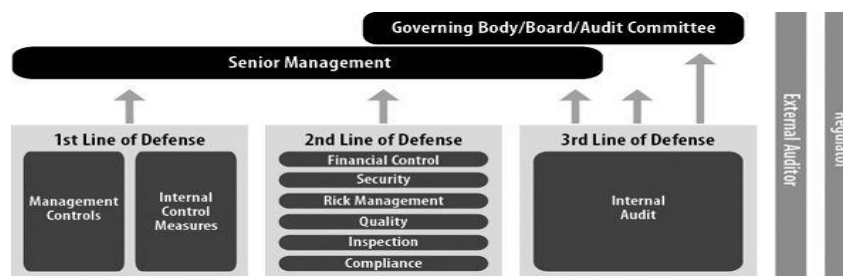 Governing Body/Board/Audit Committee
Senior Management
1st Line of Defense
Management
Controls
Internal
Control
Measures
2nd Line of Defense
Financial Control
Security
Rick Management
Quality
Inspection
Compliance
3rd Line of Defense
Internal
Audit
External Auditor
Regulator